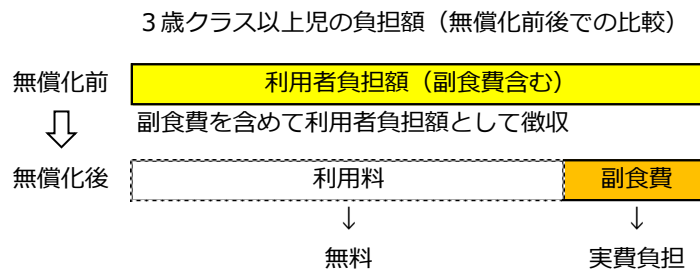 ３歳クラス以上児の負担額（無償化前後での比較）
無償化前
利用者負担額（副食費含む）
副食費を含めて利用者負担額として徴収
無償化後
利用料
副食費
↓
↓
無料
実費負担